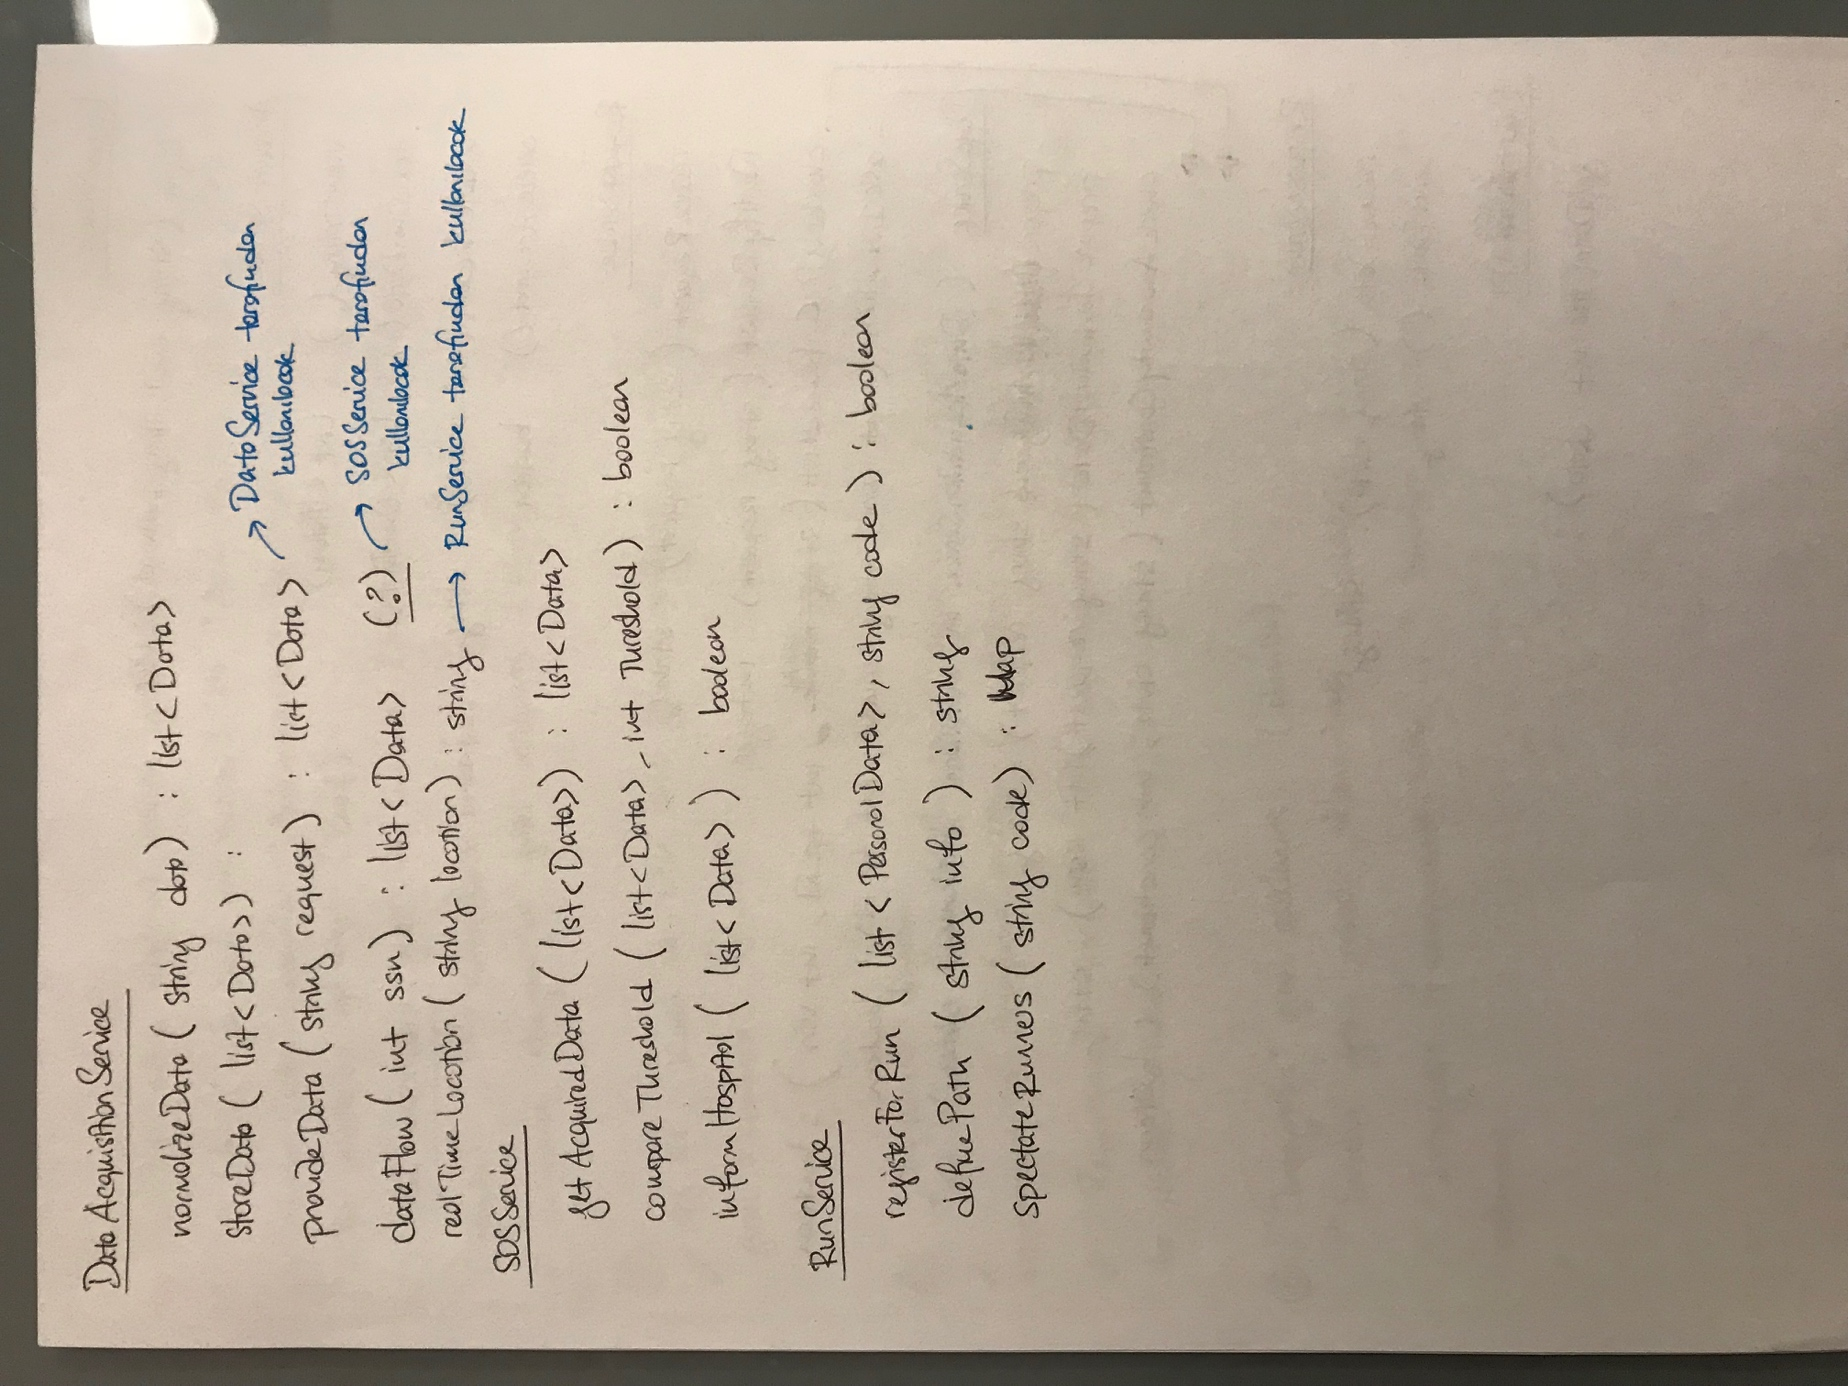 Data Acquisition Service
normalizeData ( string data ) : list<Data>
storeData ( list<Data> ) :
provideData ( string request ) : list<Data> → DataService tarafından
kullanılacak
dataFlow ( int ssn ) : list<Data> (?) → SOSService tarafından
kullanılacak
realTimeLocation ( string location ) : string → RunService tarafından kullanılacak
SOSService
getAcquiredData ( list<Data> ) : list<Data>
compareThreshold ( list<Data>, int Threshold ) : boolean
informHospital ( list<Data> ) : boolean
RunService
registerForRun ( list<PersonalData>, string code ) : boolean
definePath ( string info ) : string
spectateRunners ( string code ) : Map